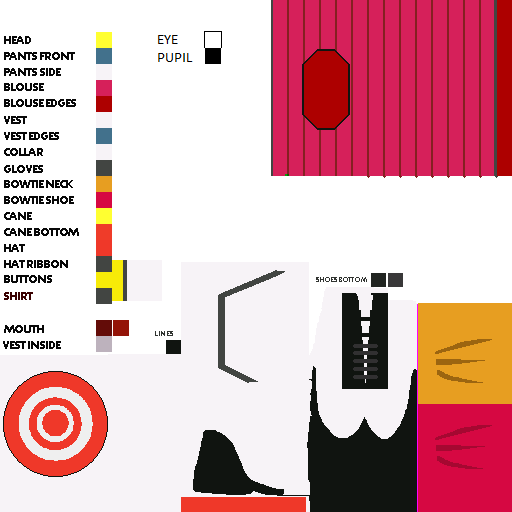 HEAD
PANTS FRONT
PANTS SIDE
BLOUSE
BLOUSE EDGES
VEST
VEST EDGES
COLLAR
GLOVES
BOWTIE NECK
BOWTIE SHOE
CANE
CANE BOTTOM
HAT
HAT RIBBON
BUTTONS
SHIRT
MOUTH
VEST INSIDE
EYE
PUPIL
LINES
SHOES BOTTOM